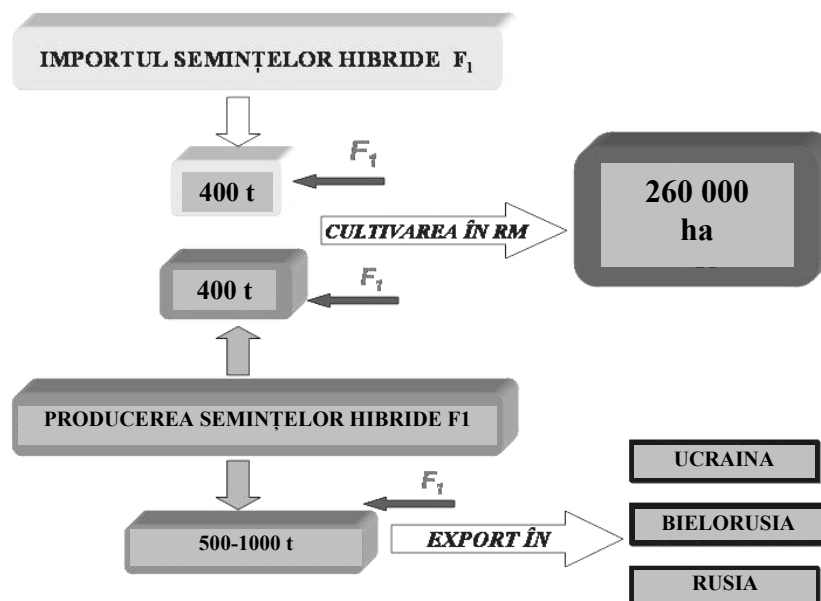 IMPORTUL SEMINȚELOR HIBRIDE F₁
F₁
400 t
260 000
ha
CULTIVAREA ÎN RM
400 t
F₁
PRODUCEREA SEMINȚELOR HIBRIDE F1
UCRAINA
F₁
500-1000 t
EXPORT ÎN
BIELORUSIA
RUSIA